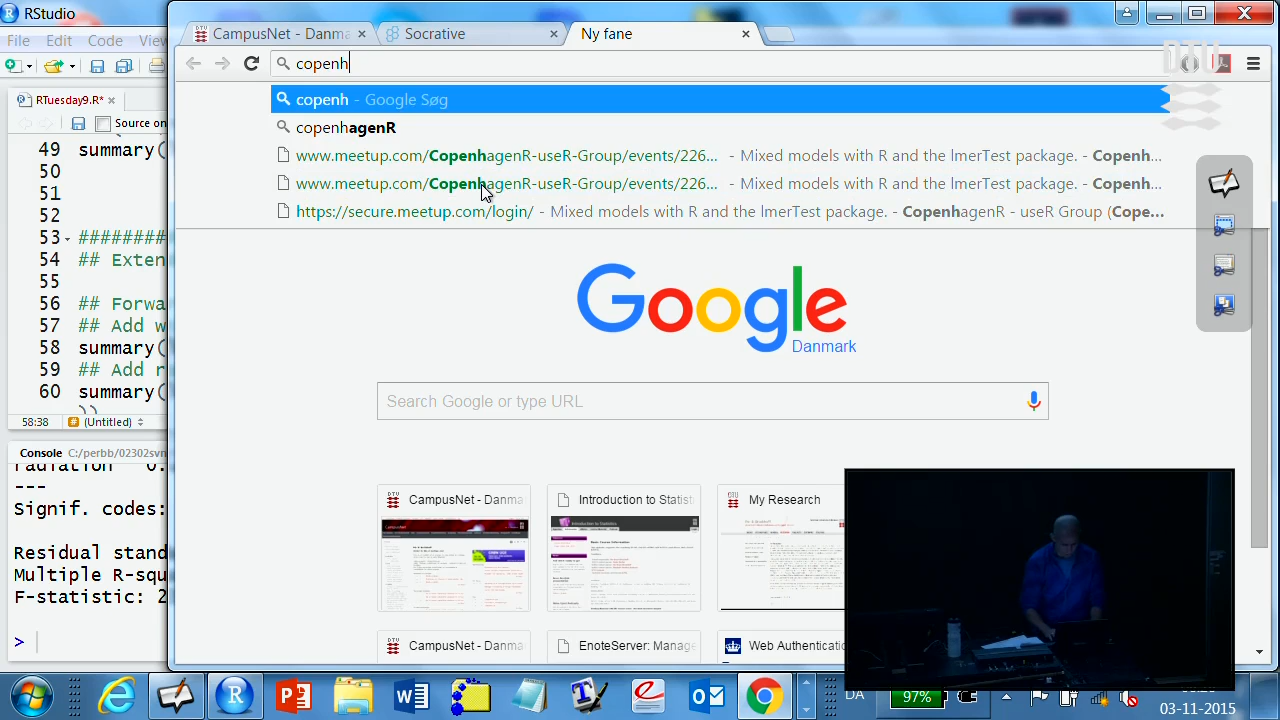 RStudio
File Edit Code View
RTuesday9.R*
Source on
49 summary(
50
51
52
53 #########
54 ## Exten
55
56 ## Forwa
57 ## Add w
58 summary(
59 ## Add r
60 summary(
58:38 # (Untitled)
Console C:/perbb/02302svn
radiation 0.
---
Signif. codes:
Residual stand
Multiple R-squ
F-statistic: 2
>
CampusNet - Danma
Socrative
Ny fane
copenh
DTU
copenh - Google Søg
copenhagenR
www.meetup.com/CopenhagenR-useR-Group/events/226... - Mixed models with R and the lmerTest package. - Copenh...
www.meetup.com/CopenhagenR-useR-Group/events/226... - Mixed models with R and the lmerTest package. - Copenh...
https://secure.meetup.com/login/ - Mixed models with R and the lmerTest package. - CopenhagenR - useR Group (Cope...
Google
Danmark
Search Google or type URL
CampusNet - Danma
Introduction to Statist
My Research
CampusNet - Danma
EnoteServer: Manage
Web Authentication
DA
97%
03-11-2015